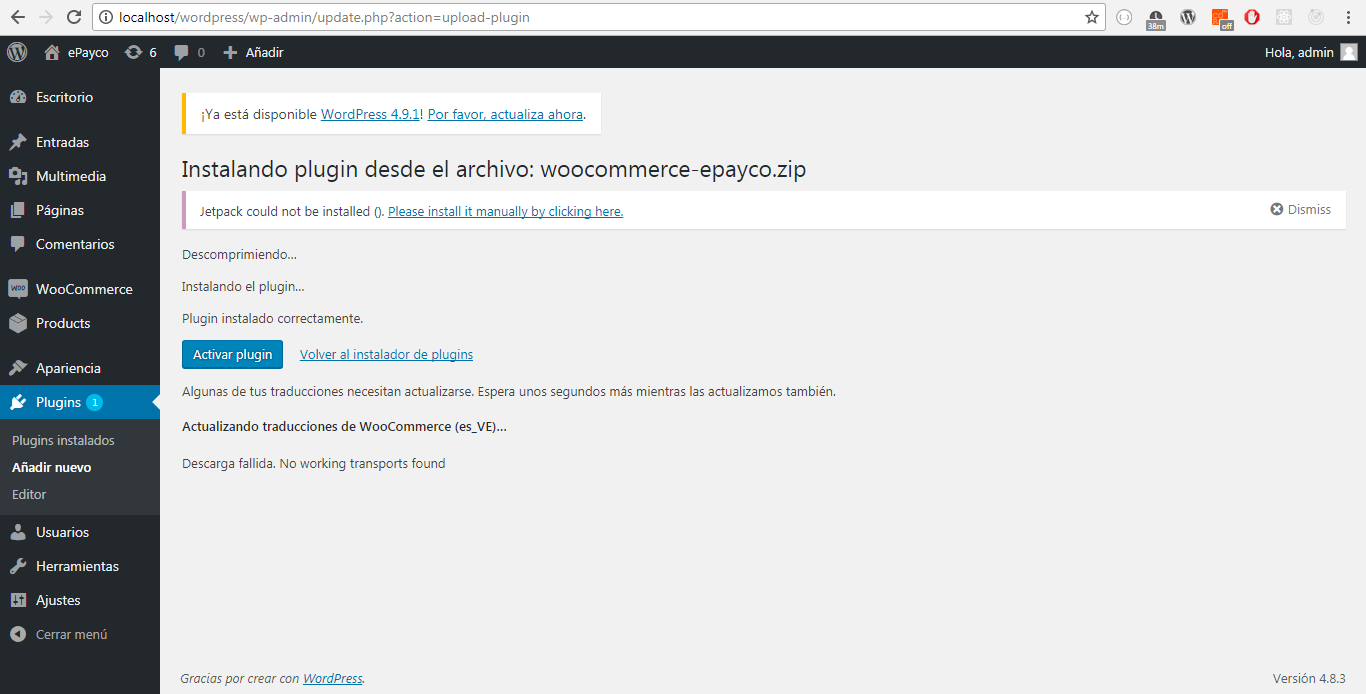 localhost/wordpress/wp-admin/update.php?action=upload-plugin
38m
off
ePayco 6 0 Añadir
Hola, admin
Escritorio
Entradas
Multimedia
Páginas
Comentarios
WOO WooCommerce
Products
Apariencia
Plugins 1
Plugins instalados
Añadir nuevo
Editor
Usuarios
Herramientas
Ajustes
Cerrar menú
¡Ya está disponible WordPress 4.9.1! Por favor, actualiza ahora.
Instalando plugin desde el archivo: woocommerce-epayco.zip
Jetpack could not be installed (). Please install it manually by clicking here.
Dismiss
Descomprimiendo…
Instalando el plugin…
Plugin instalado correctamente.
Activar plugin Volver al instalador de plugins
Algunas de tus traducciones necesitan actualizarse. Espera unos segundos más mientras las actualizamos también.
Actualizando traducciones de WooCommerce (es_VE)…
Descarga fallida. No working transports found
Gracias por crear con WordPress.
Versión 4.8.3